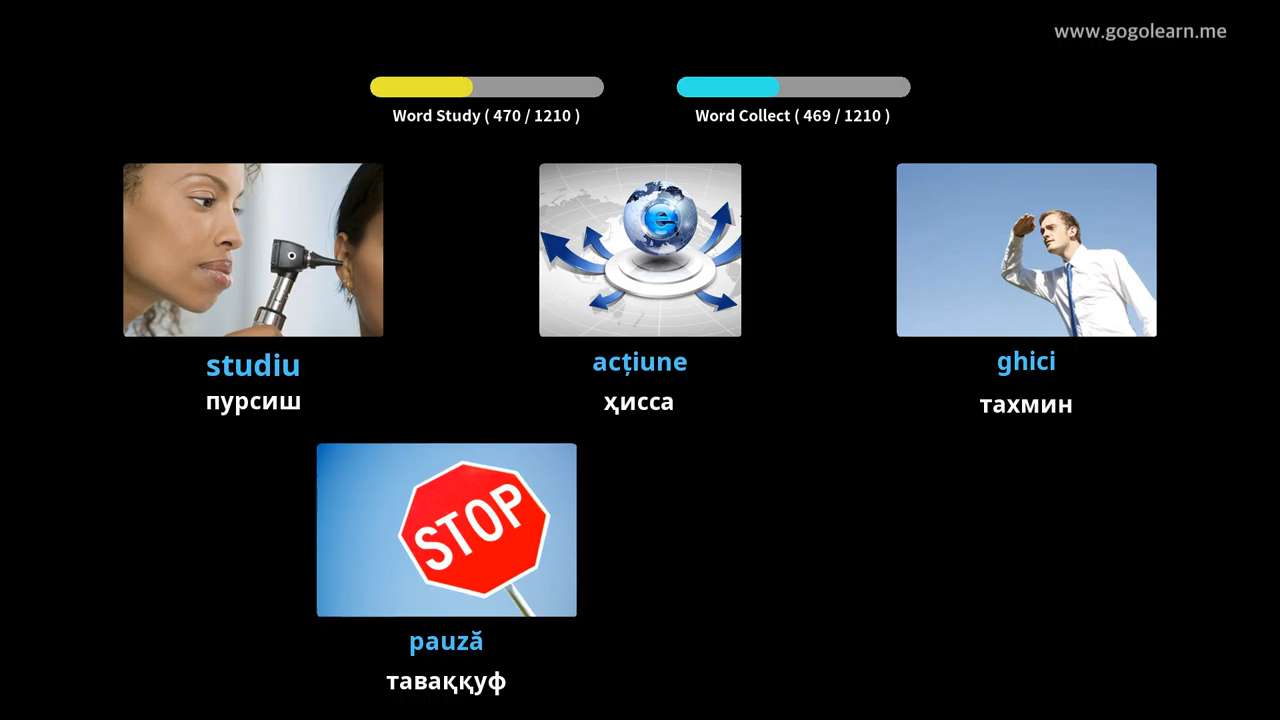 www.gogolearn.me
Word Study ( 470 / 1210 )
Word Collect ( 469 / 1210 )
e
studiu
acțiune
ghici
пурсиш
ҳисса
тахмин
STOP
pauză
таваққуф